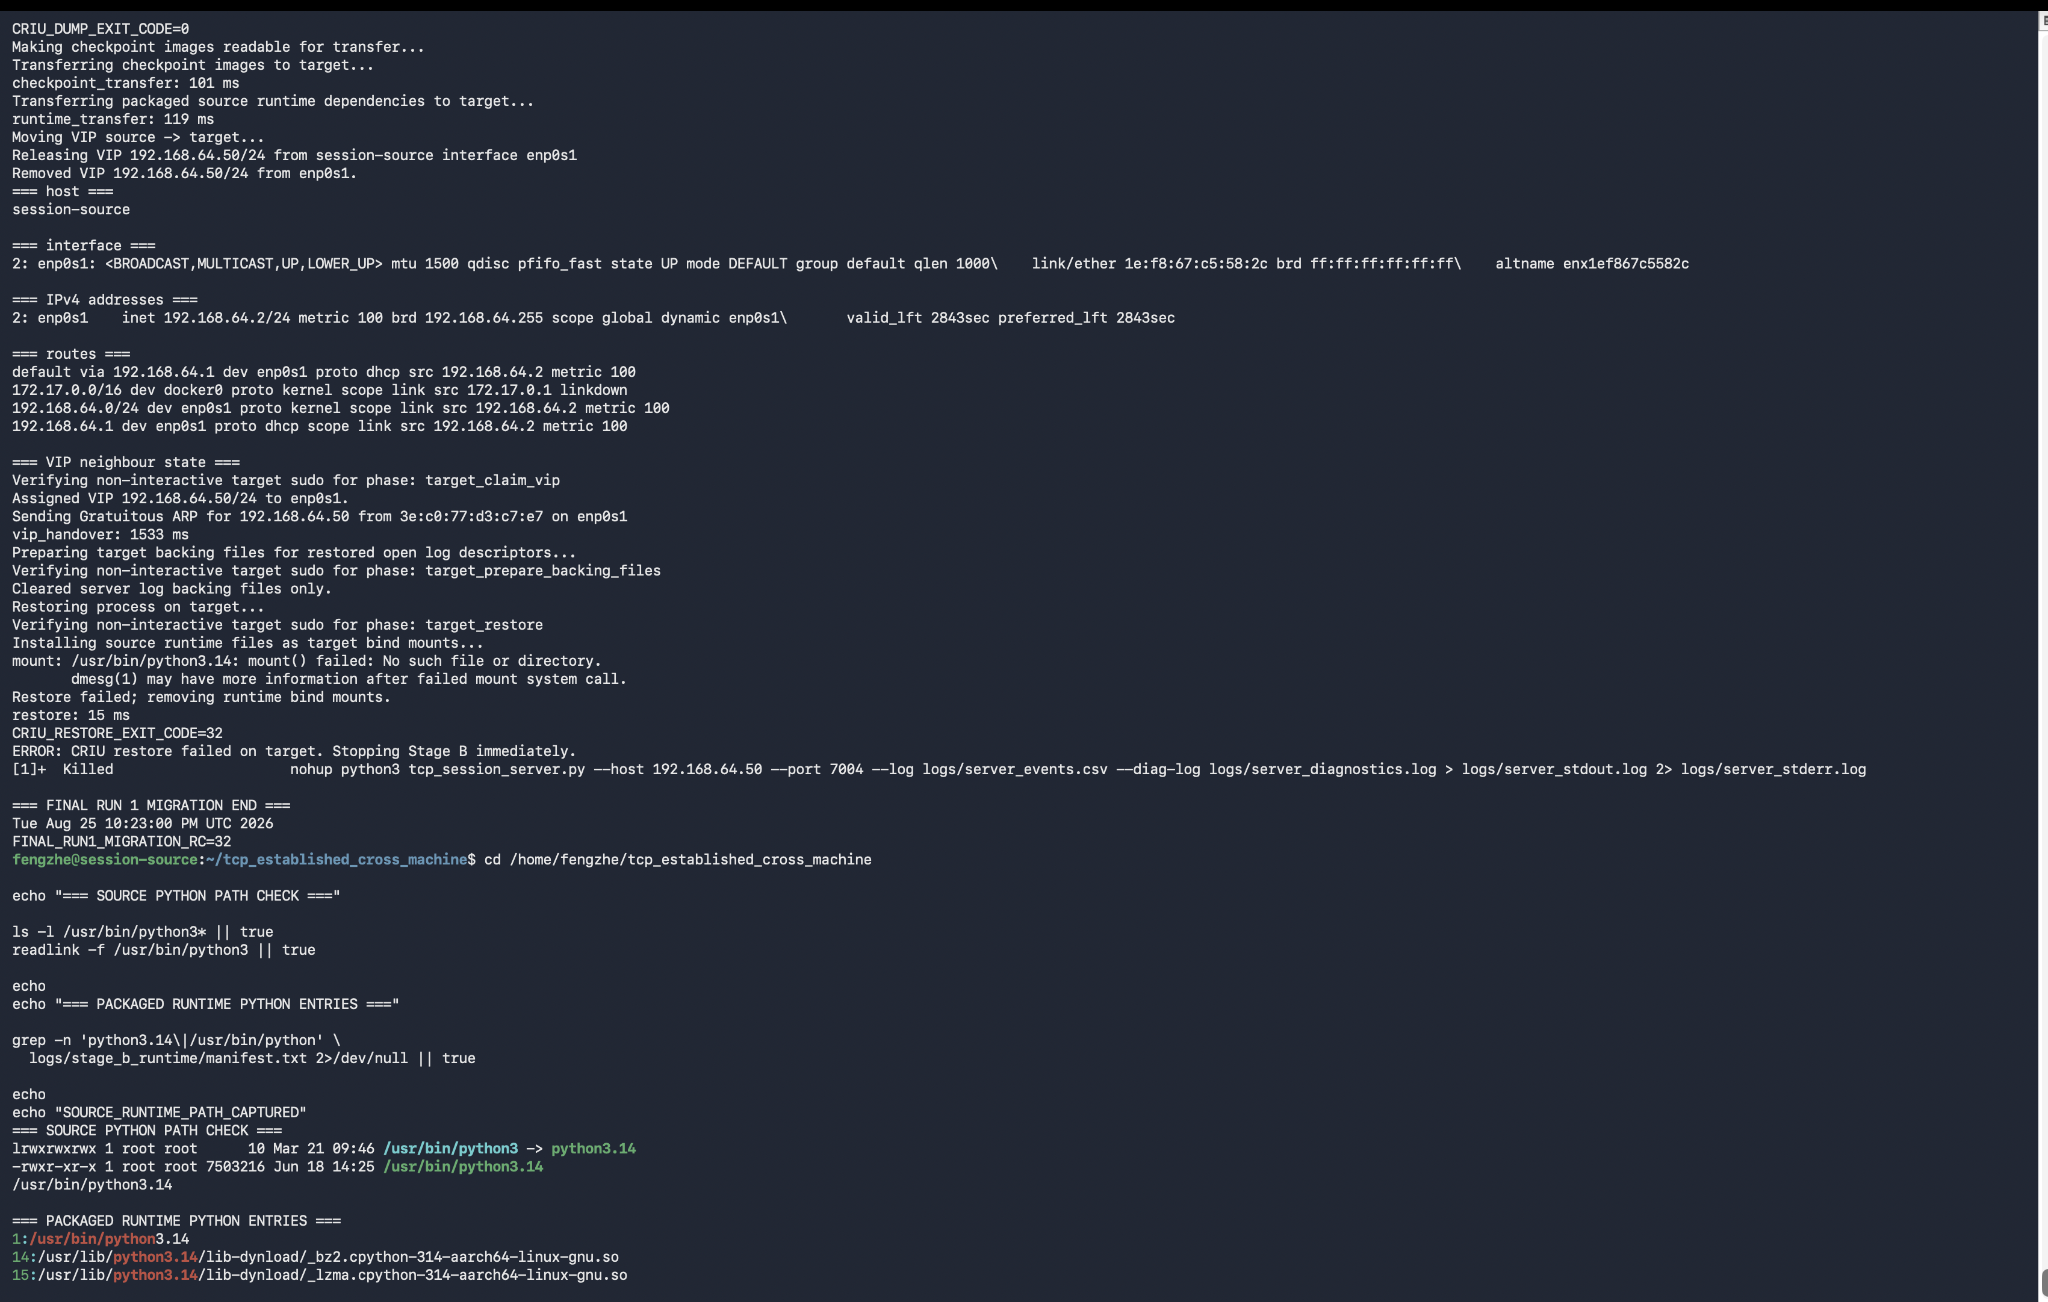 CRIU_DUMP_EXIT_CODE=0
Making checkpoint images readable for transfer...
Transferring checkpoint images to target...
checkpoint_transfer: 101 ms
Transferring packaged source runtime dependencies to target...
runtime_transfer: 119 ms
Moving VIP source -> target...
Releasing VIP 192.168.64.50/24 from session-source interface enp0s1
Removed VIP 192.168.64.50/24 from enp0s1.
=== host ===
session-source
=== interface ===
2: enp0s1: <BROADCAST,MULTICAST,UP,LOWER_UP> mtu 1500 qdisc pfifo_fast state UP mode DEFAULT group default qlen 1000\    link/ether 1e:f8:67:c5:58:2c brd ff:ff:ff:ff:ff:ff\    altname enx1ef867c5582c
=== IPv4 addresses ===
2: enp0s1    inet 192.168.64.2/24 metric 100 brd 192.168.64.255 scope global dynamic enp0s1\       valid_lft 2843sec preferred_lft 2843sec
=== routes ===
default via 192.168.64.1 dev enp0s1 proto dhcp src 192.168.64.2 metric 100
172.17.0.0/16 dev docker0 proto kernel scope link src 172.17.0.1 linkdown
192.168.64.0/24 dev enp0s1 proto kernel scope link src 192.168.64.2 metric 100
192.168.64.1 dev enp0s1 proto dhcp scope link src 192.168.64.2 metric 100
=== VIP neighbour state ===
Verifying non-interactive target sudo for phase: target_claim_vip
Assigned VIP 192.168.64.50/24 to enp0s1.
Sending Gratuitous ARP for 192.168.64.50 from 3e:c0:77:d3:c7:e7 on enp0s1
vip_handover: 1533 ms
Preparing target backing files for restored open log descriptors...
Verifying non-interactive target sudo for phase: target_prepare_backing_files
Cleared server log backing files only.
Restoring process on target...
Verifying non-interactive target sudo for phase: target_restore
Installing source runtime files as target bind mounts...
mount: /usr/bin/python3.14: mount() failed: No such file or directory.
       dmesg(1) may have more information after failed mount system call.
Restore failed; removing runtime bind mounts.
restore: 15 ms
CRIU_RESTORE_EXIT_CODE=32
ERROR: CRIU restore failed on target. Stopping Stage B immediately.
[1]+  Killed                 nohup python3 tcp_session_server.py --host 192.168.64.50 --port 7004 --log logs/server_events.csv --diag-log logs/server_diagnostics.log > logs/server_stdout.log 2> logs/server_stderr.log
=== FINAL RUN 1 MIGRATION END ===
Tue Aug 25 10:23:00 PM UTC 2026
FINAL_RUN1_MIGRATION_RC=32
fengzhe@session-source:~/tcp_established_cross_machine$ cd /home/fengzhe/tcp_established_cross_machine
echo "=== SOURCE PYTHON PATH CHECK ==="
ls -l /usr/bin/python3* || true
readlink -f /usr/bin/python3 || true
echo
echo "=== PACKAGED RUNTIME PYTHON ENTRIES ==="
grep -n 'python3.14\|/usr/bin/python' \
  logs/stage_b_runtime/manifest.txt 2>/dev/null || true
echo
echo "SOURCE_RUNTIME_PATH_CAPTURED"
=== SOURCE PYTHON PATH CHECK ===
lrwxrwxrwx 1 root root      10 Mar 21 09:46 /usr/bin/python3 -> python3.14
-rwxr-xr-x 1 root root 7503216 Jun 18 14:25 /usr/bin/python3.14
/usr/bin/python3.14
=== PACKAGED RUNTIME PYTHON ENTRIES ===
1:/usr/bin/python3.14
14:/usr/lib/python3.14/lib-dynload/_bz2.cpython-314-aarch64-linux-gnu.so
15:/usr/lib/python3.14/lib-dynload/_lzma.cpython-314-aarch64-linux-gnu.so